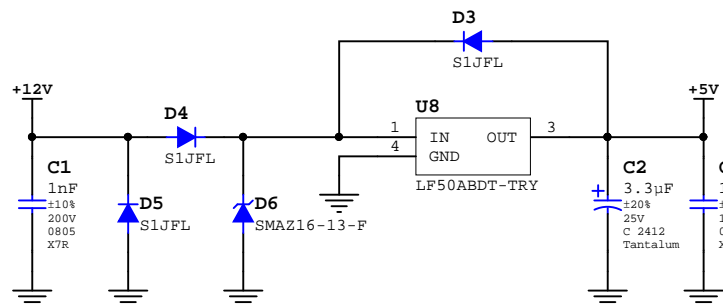 D3
S1JFL
+12V
+5V
D4
S1JFL
U8
1 IN OUT 3
4 GND
LF50ABDT-TRY
C1
1nF
±10%
200V
0805
X7R
D5
S1JFL
D6
SMAZ16-13-F
C2
3.3µF
±20%
25V
C 2412
Tantalum